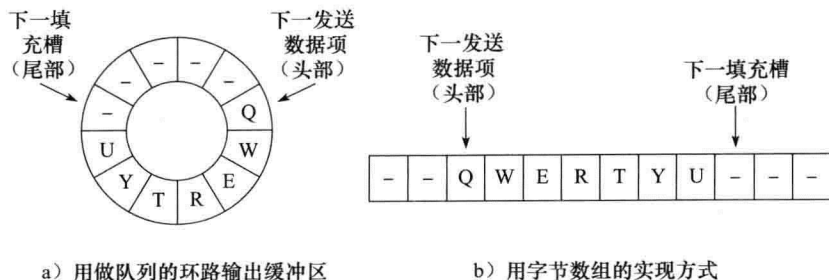 下一填
充槽
（尾部）
下一发送
数据项
（头部）
－
－
－
－
－
Q
W
E
R
T
Y
U
a）用做队列的环路输出缓冲区
下一发送
数据项
（头部）
下一填充槽
（尾部）
－ － Q W E R T Y U － － －
b）用字节数组的实现方式